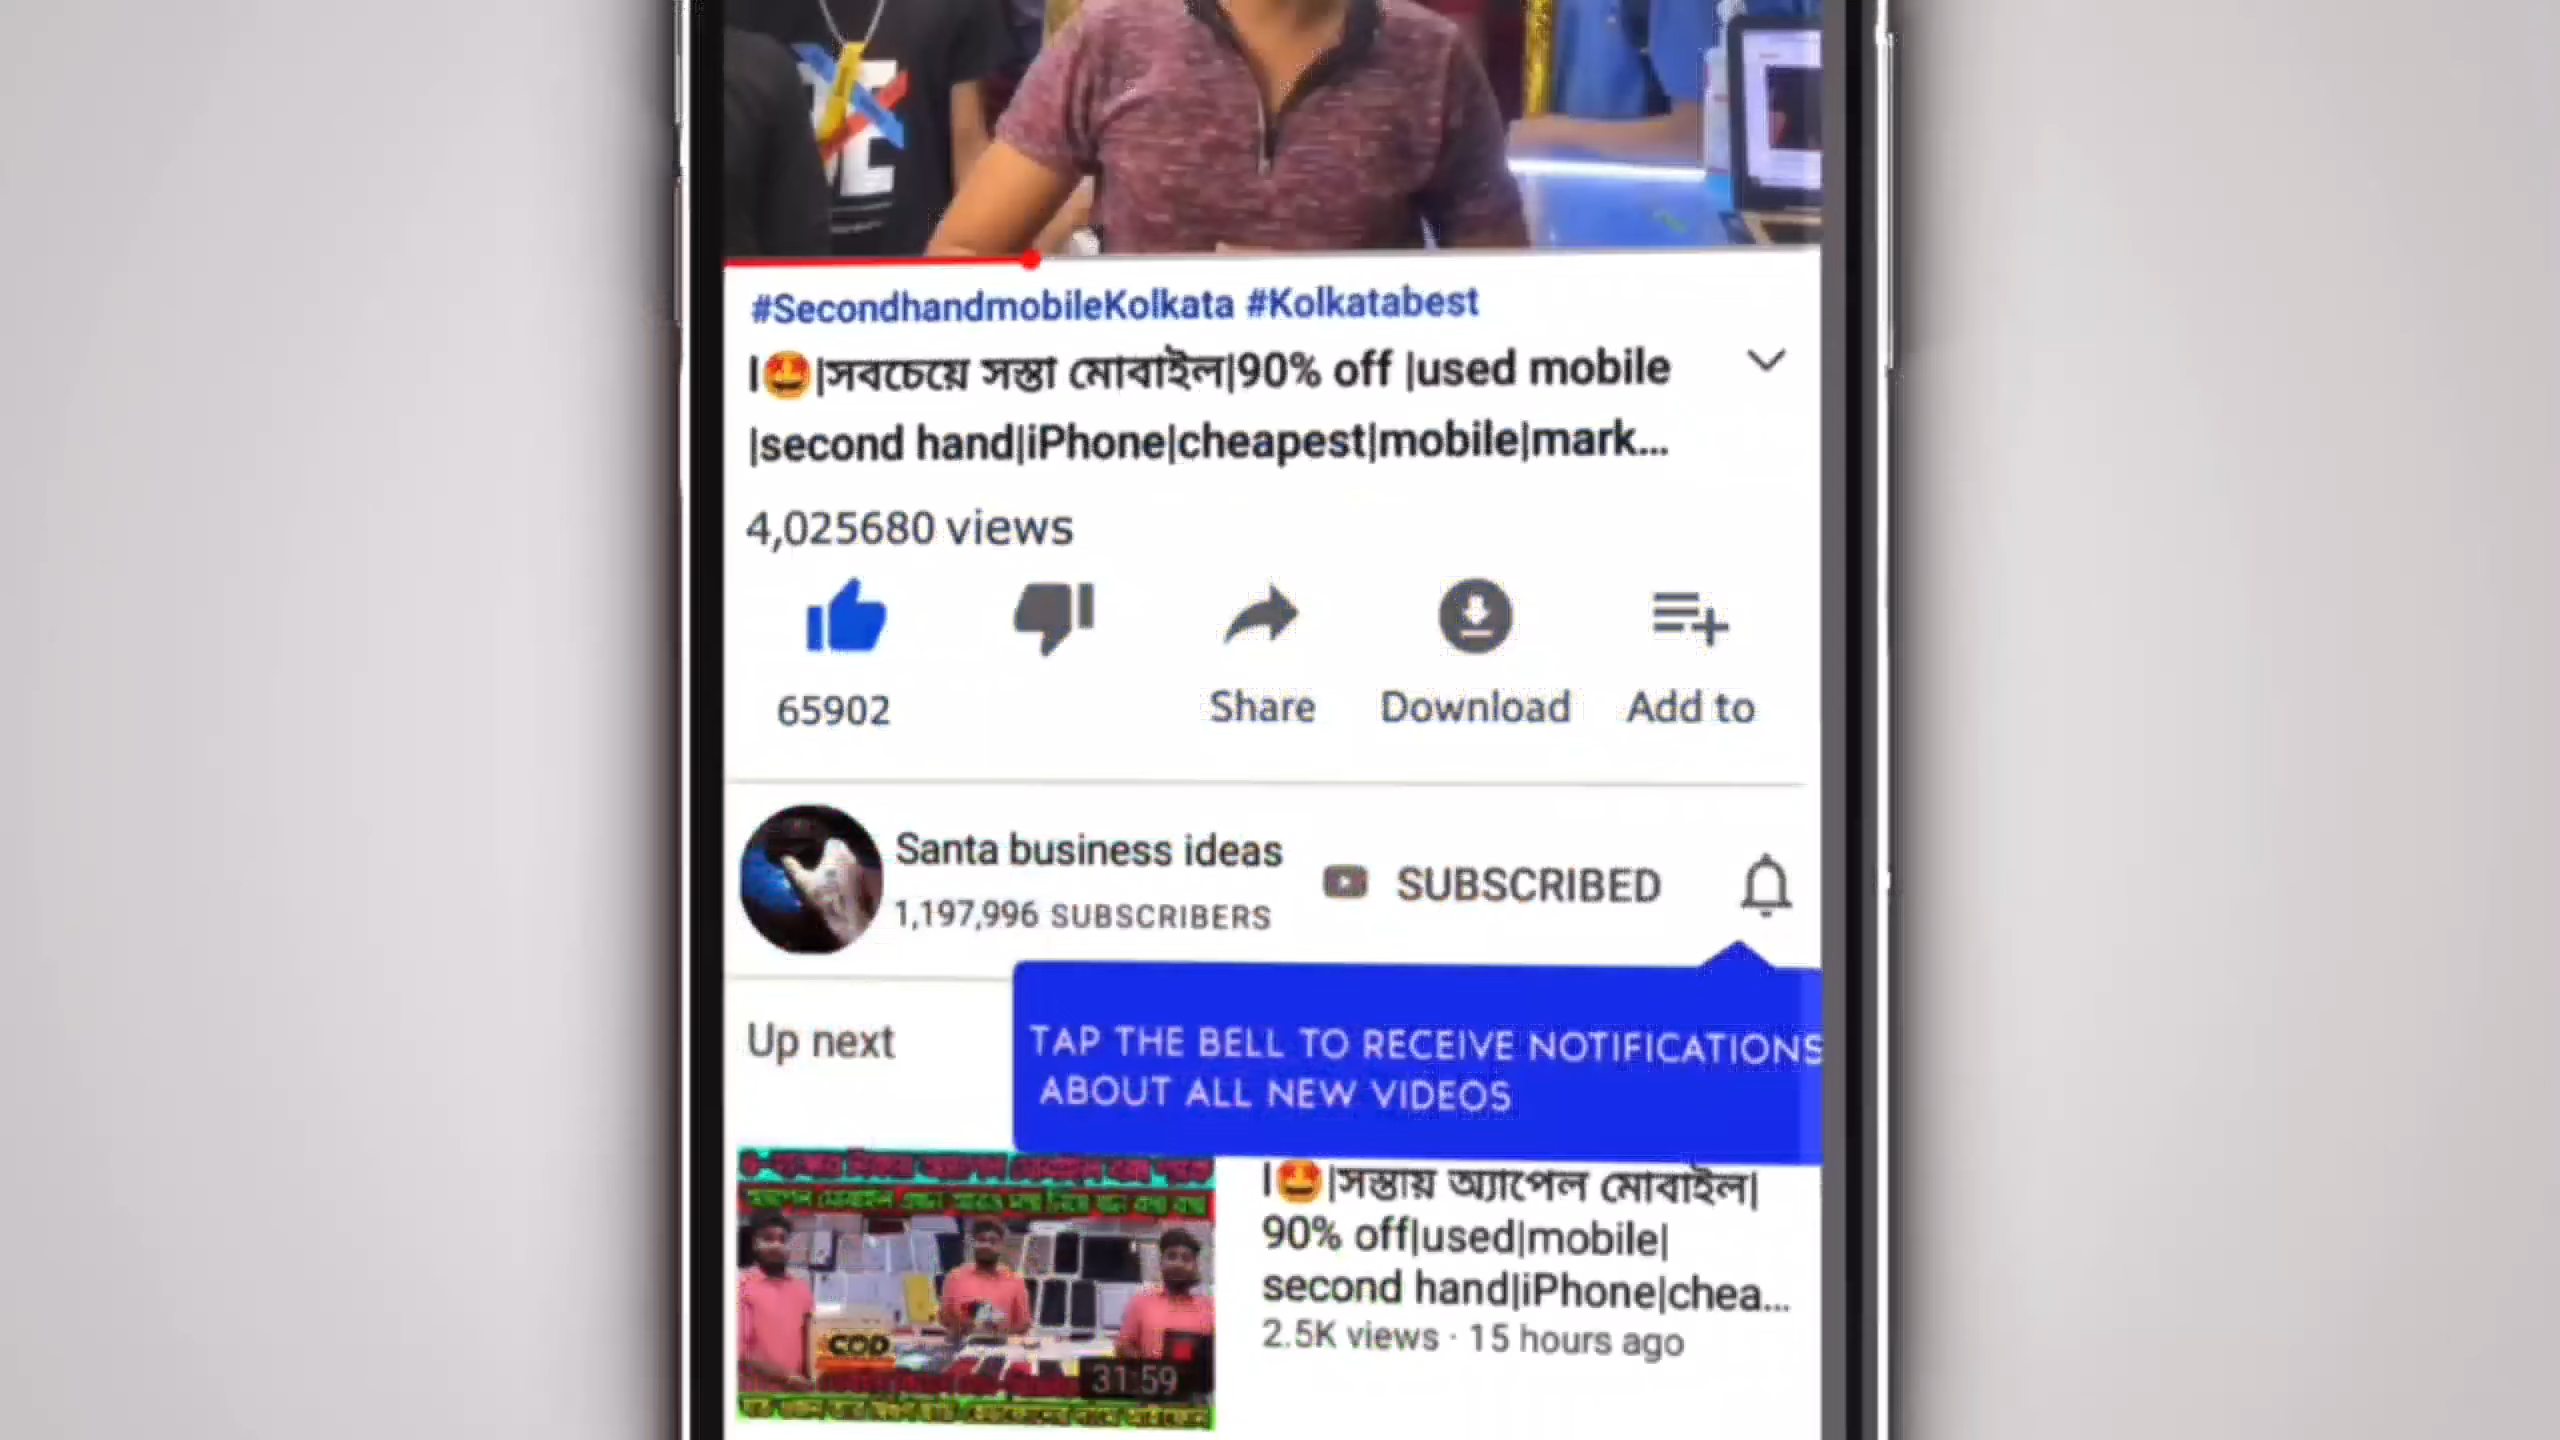 #SecondhandmobileKolkata #Kolkatabest
I🤩|সবচেয়ে সস্তা মোবাইল|90% off |used mobile
|second hand|iPhone|cheapest|mobile|mark...
4,025680 views
65902
Share
Download
Add to
Santa business ideas
1,197,996 SUBSCRIBERS
SUBSCRIBED
TAP THE BELL TO RECEIVE NOTIFICATIONS
ABOUT ALL NEW VIDEOS
Up next
I🤩|সস্তায় অ্যাপেল মোবাইল|
90% off|used|mobile|
second hand|iPhone|chea...
2.5K views · 15 hours ago
COD
31:59